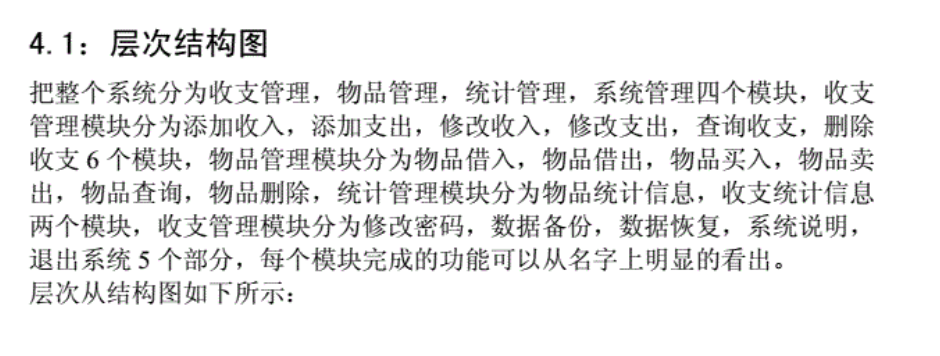 4.1：层次结构图
把整个系统分为收支管理，物品管理，统计管理，系统管理四个模块，收支
管理模块分为添加收入，添加支出，修改收入，修改支出，查询收支，删除
收支 6 个模块，物品管理模块分为物品借入，物品借出，物品买入，物品卖
出，物品查询，物品删除，统计管理模块分为物品统计信息，收支统计信息
两个模块，收支管理模块分为修改密码，数据备份，数据恢复，系统说明，
退出系统 5 个部分，每个模块完成的功能可以从名字上明显的看出。
层次从结构图如下所示：